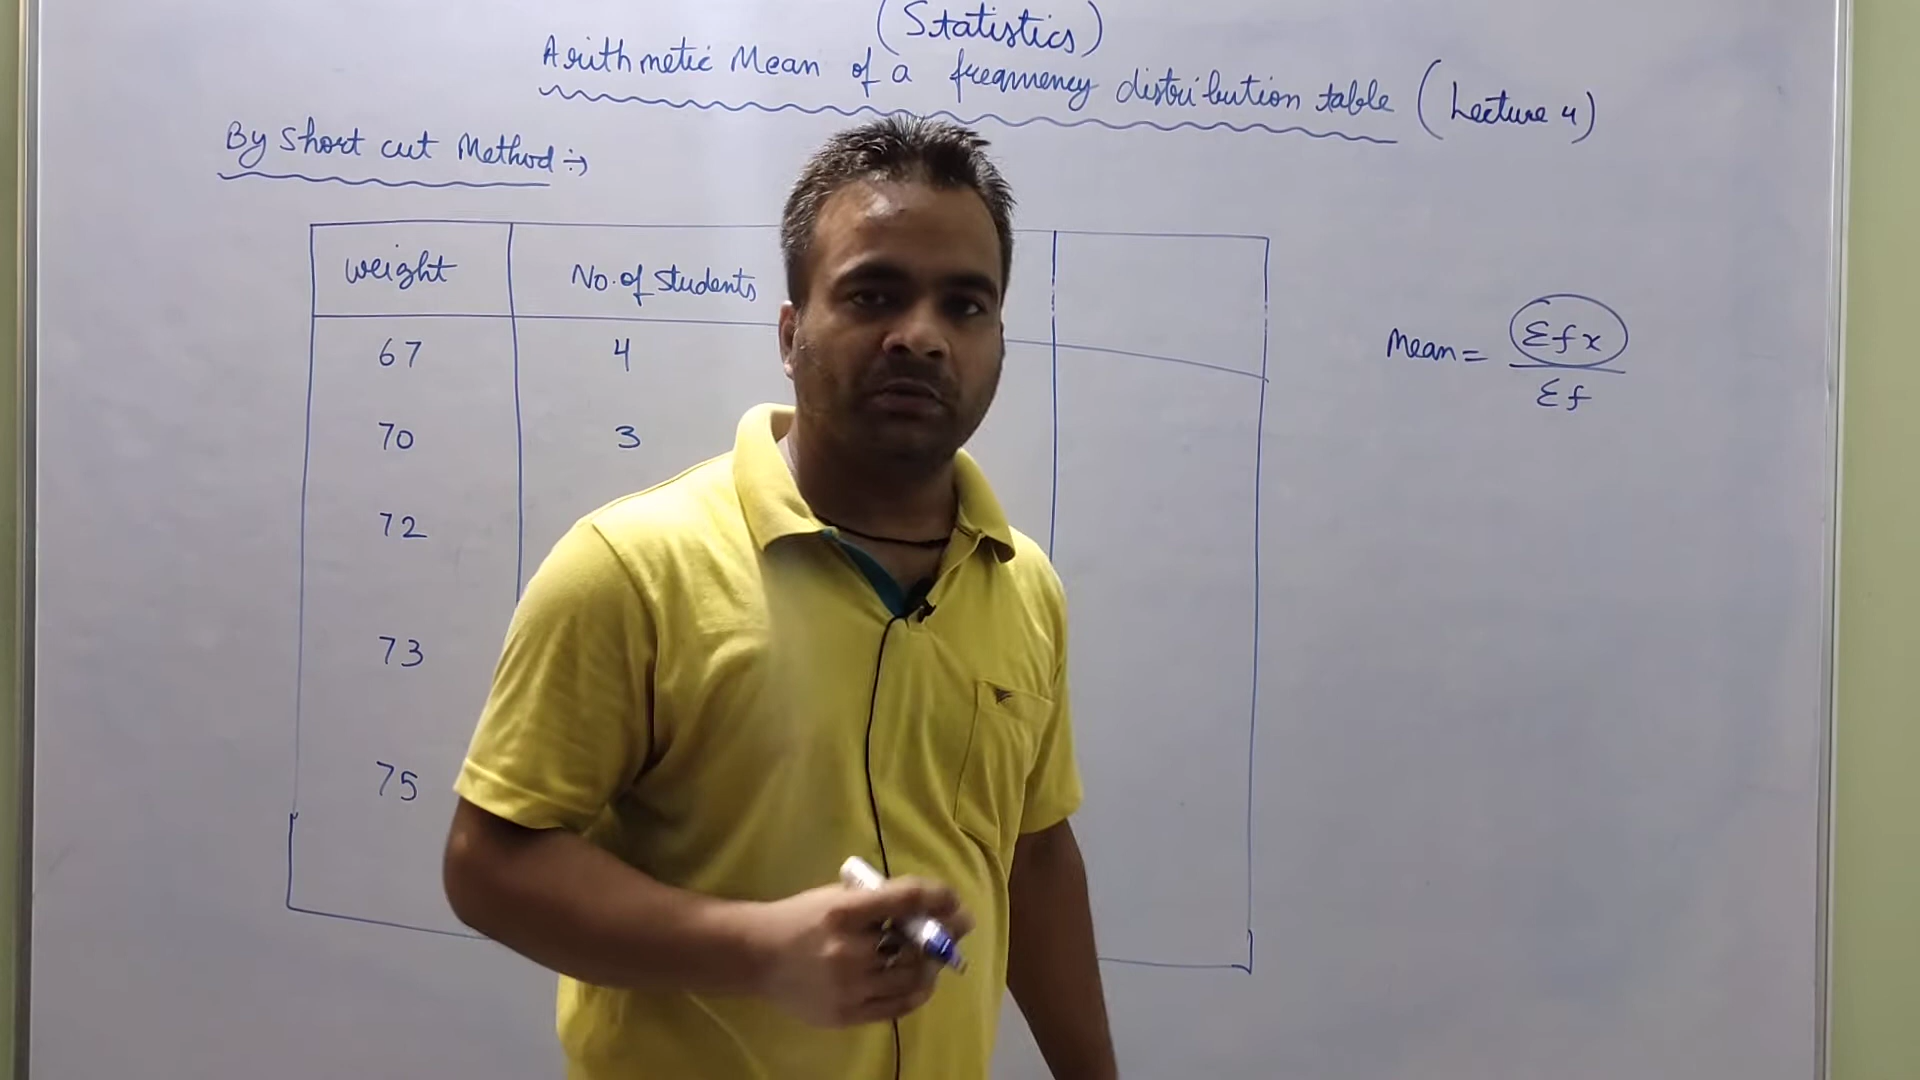 (Statistics)
Arithmetic Mean of a frequency distribution table (Lecture 4)
By Short cut Method :-)
Weight No. of Students
67 4
70 3
72
73
75
Mean = Σfx
Σf